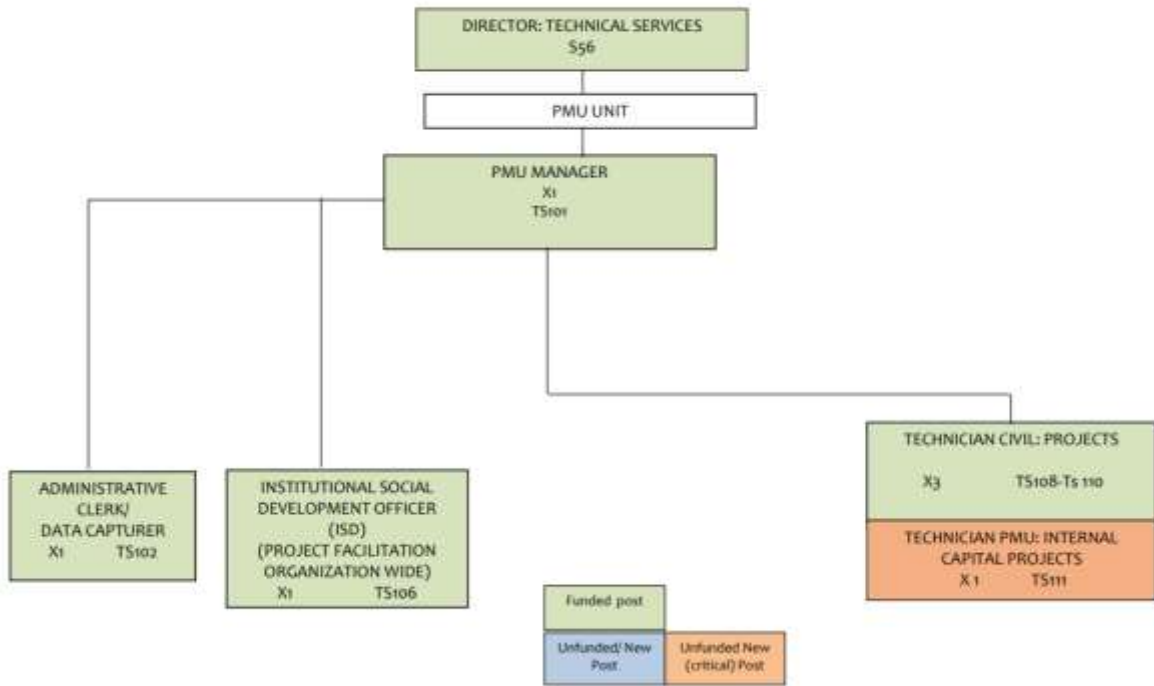 DIRECTOR: TECHNICAL SERVICES
S56
PMU UNIT
PMU MANAGER
X1
TS101
ADMINISTRATIVE
CLERK/
DATA CAPTURER
X1 TS102
INSTITUTIONAL SOCIAL
DEVELOPMENT OFFICER
(ISD)
(PROJECT FACILITATION
ORGANIZATION WIDE)
X1 TS106
TECHNICIAN CIVIL: PROJECTS
X3 TS108-Ts 110
TECHNICIAN PMU: INTERNAL
CAPITAL PROJECTS
X 1 TS111
Funded post
Unfunded/ New
Post
Unfunded New
(critical) Post